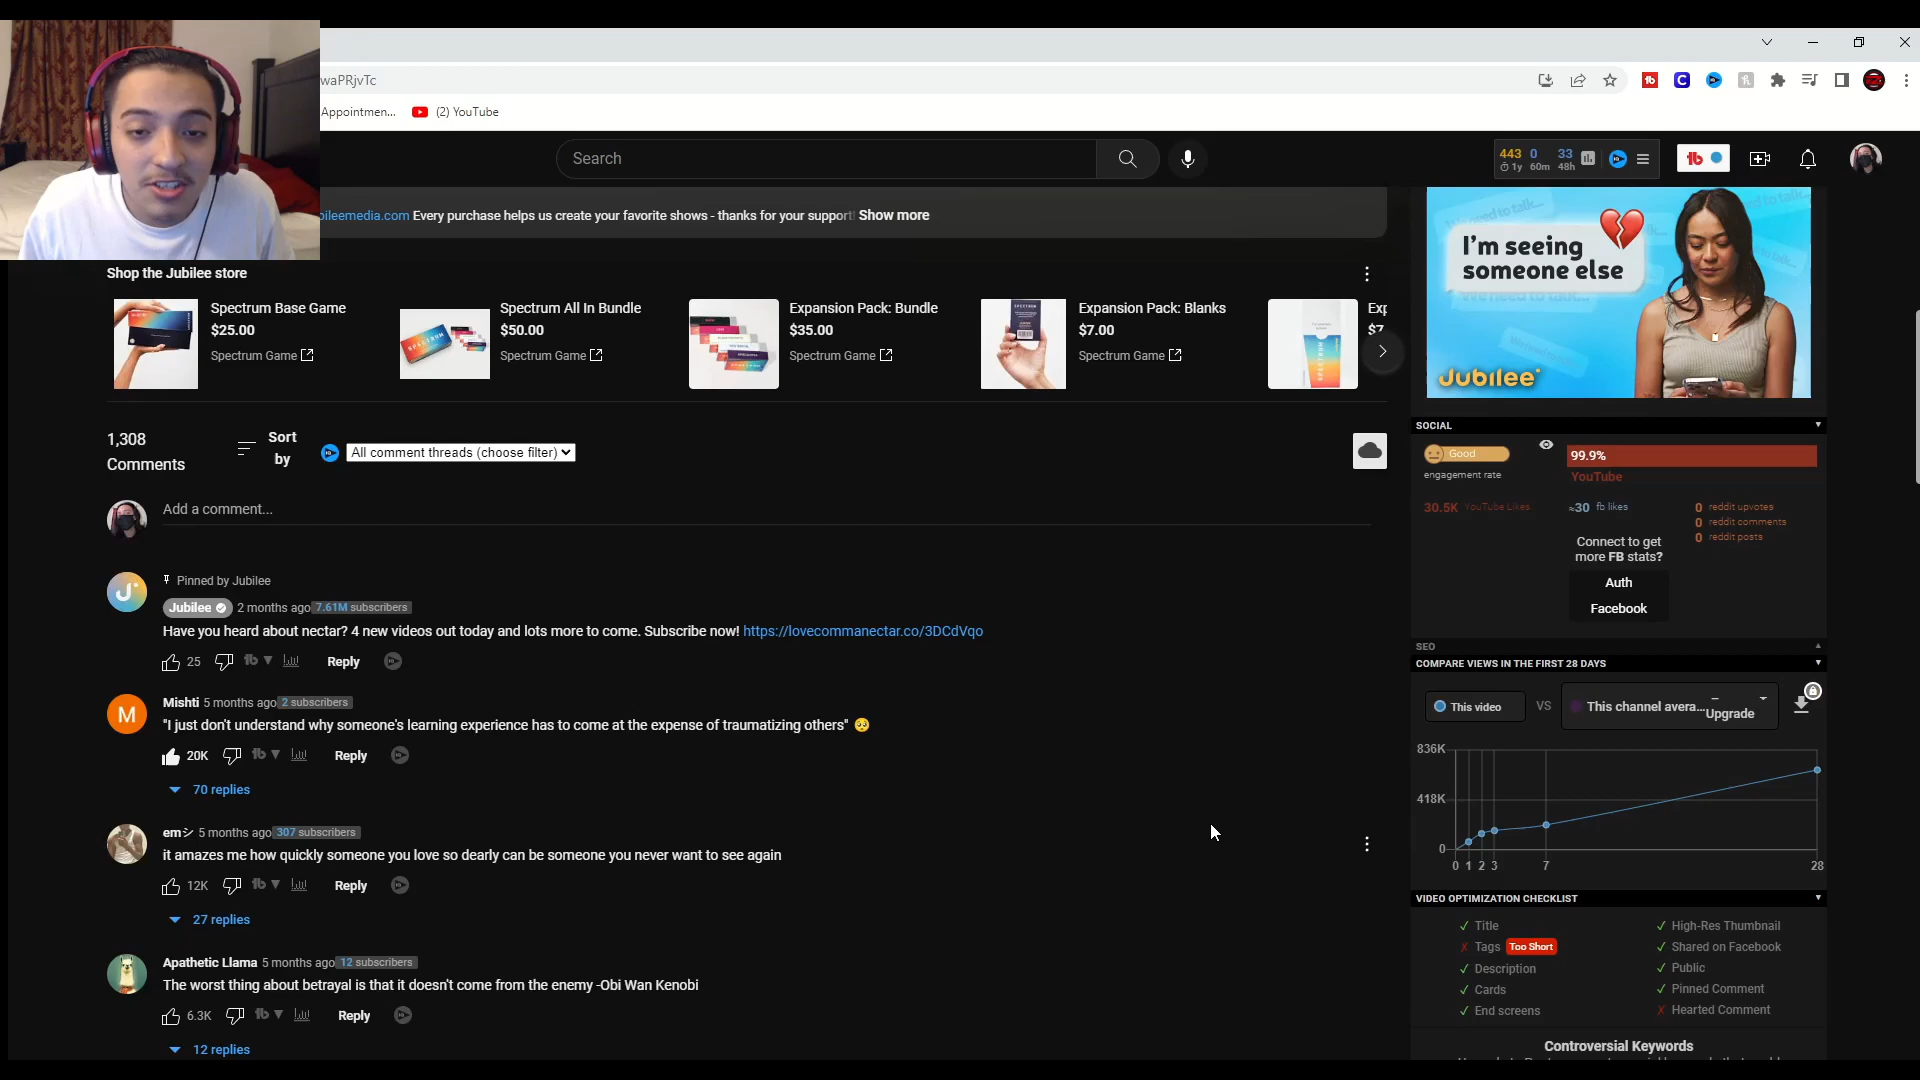 waPRjvTc
Appointmen...
(2) YouTube
Search
443 0 33
1y 60m 48h
tb
bileemedia.com Every purchase helps us create your favorite shows - thanks for your support! Show more
Shop the Jubilee store
Spectrum Base Game
$25.00
Spectrum Game
Spectrum All In Bundle
$50.00
Spectrum Game
Expansion Pack: Bundle
$35.00
Spectrum Game
Expansion Pack: Blanks
$7.00
Spectrum Game
Exp
$7
1,308
Comments
Sort
by
All comment threads (choose filter)
Add a comment...
Pinned by Jubilee
Jubilee 2 months ago 7.61M subscribers
Have you heard about nectar? 4 new videos out today and lots more to come. Subscribe now! https://lovecommanectar.co/3DCdVqo
25 tb Reply
M
Mishti 5 months ago 2 subscribers
"I just don't understand why someone's learning experience has to come at the expense of traumatizing others" 🥺
20K tb Reply
70 replies
emシ 5 months ago 307 subscribers
it amazes me how quickly someone you love so dearly can be someone you never want to see again
12K tb Reply
27 replies
Apathetic Llama 5 months ago 12 subscribers
The worst thing about betrayal is that it doesn't come from the enemy -Obi Wan Kenobi
6.3K tb Reply
12 replies
I'm seeing
someone else
Jubilee
SOCIAL
Good
engagement rate
99.9%
YouTube
30.5K YouTube Likes
≈30 fb likes
0 reddit upvotes
0 reddit comments
0 reddit posts
Connect to get
more FB stats?
Auth
Facebook
SEO
COMPARE VIEWS IN THE FIRST 28 DAYS
This video VS This channel avera...
Upgrade
836K
418K
0
0 1 2 3 7 28
VIDEO OPTIMIZATION CHECKLIST
✓ Title
✗ Tags Too Short
✓ Description
✓ Cards
✓ End screens
✓ High-Res Thumbnail
✓ Shared on Facebook
✓ Public
✓ Pinned Comment
✗ Hearted Comment
Controversial Keywords